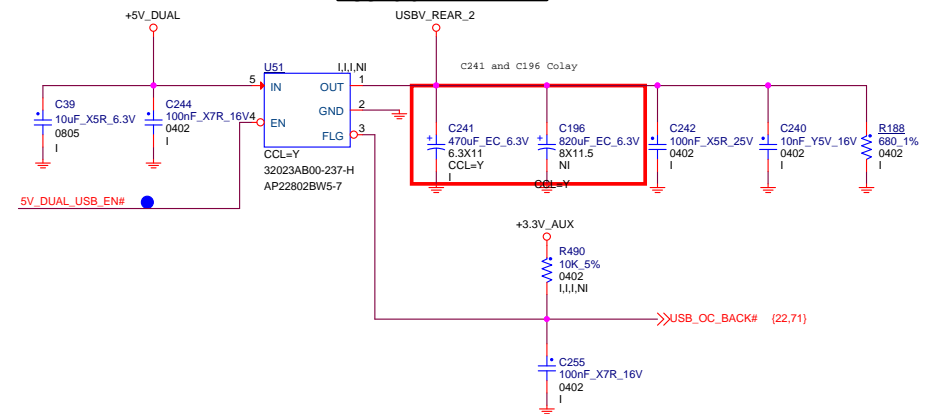 +5V_DUAL
USBV_REAR_2
C241 and C196 Colay
U51
I,I,I,NI
5
IN
OUT
1
GND
2
4
EN
FLG
3
CCL=Y
32023AB00-237-H
AP22802BW5-7
C39
10uF_X5R_6.3V
0805
I
C244
100nF_X7R_16V
0402
I
5V_DUAL_USB_EN#
C241
470uF_EC_6.3V
6.3X11
CCL=Y
I
C196
820uF_EC_6.3V
8X11.5
NI
CCL=Y
C242
100nF_X5R_25V
0402
I
C240
10nF_Y5V_16V
0402
I
R188
680_1%
0402
I
+3.3V_AUX
R490
10K_5%
0402
I,I,I,NI
USB_OC_BACK# {22,71}
C255
100nF_X7R_16V
0402
I